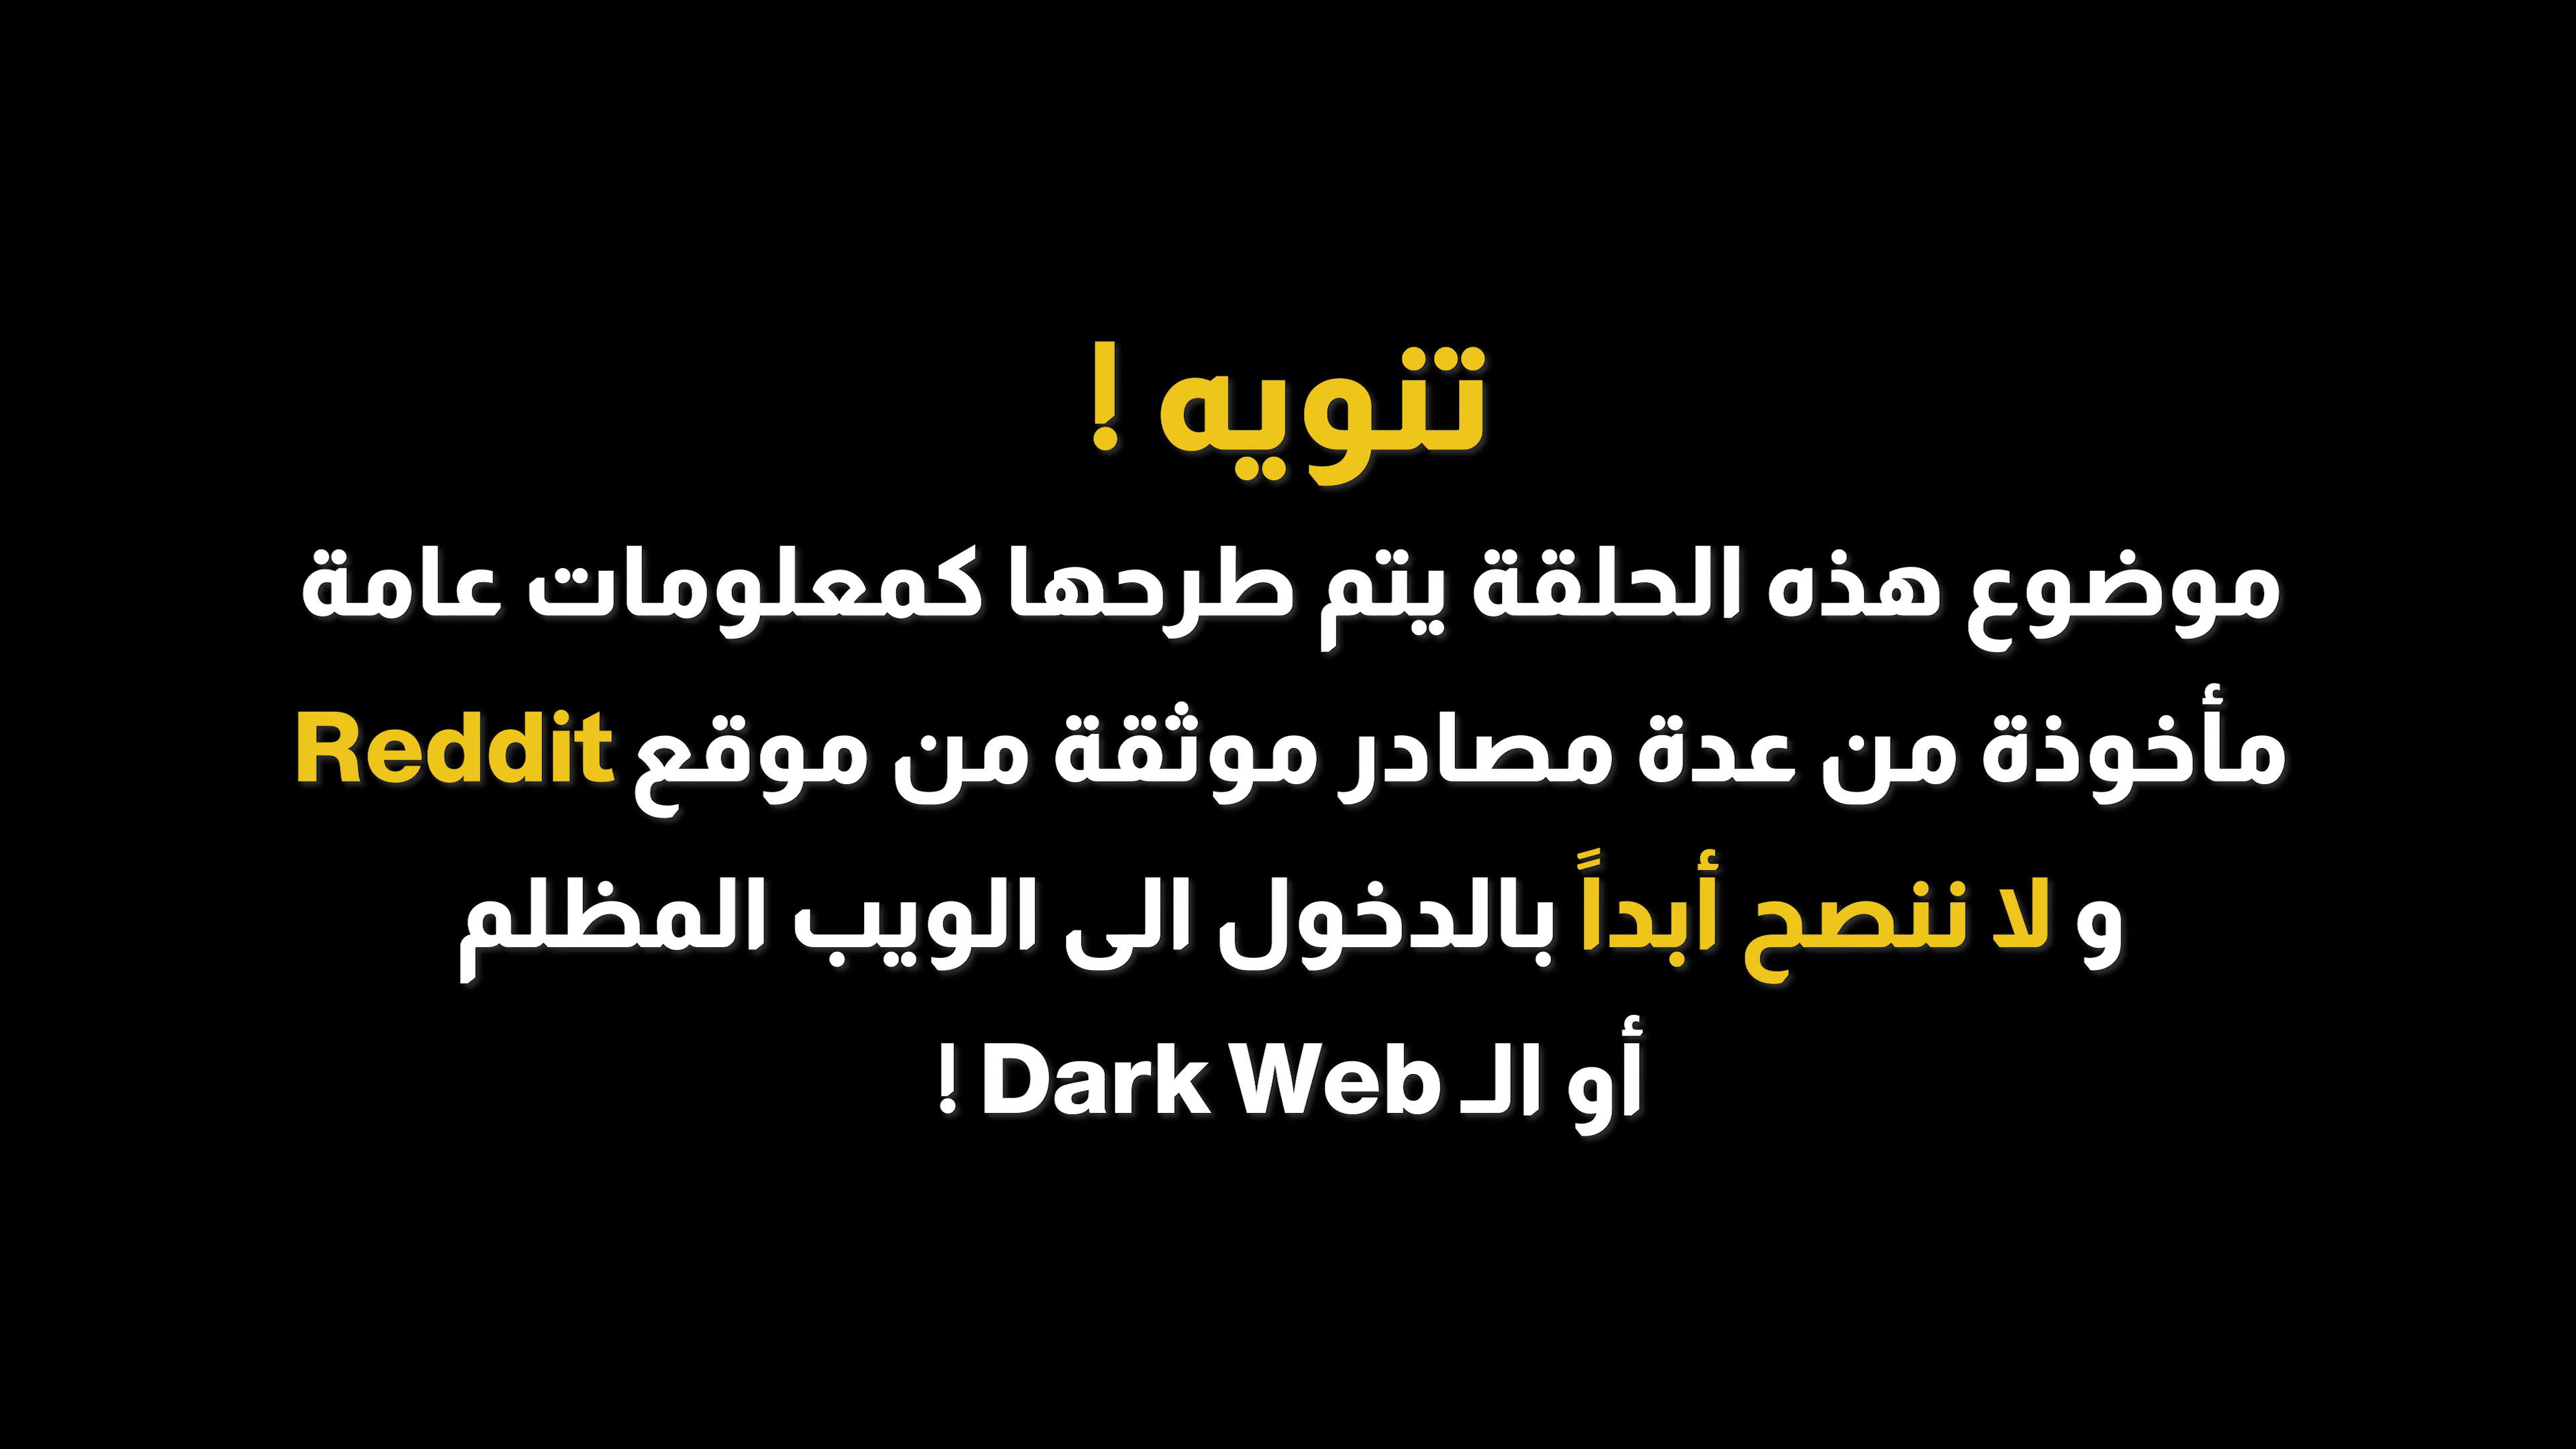 تنويه !
موضوع هذه الحلقة يتم طرحها كمعلومات عامة
مأخوذة من عدة مصادر موثقة من موقع Reddit
و لا ننصح أبداً بالدخول الى الويب المظلم
أو الـ Dark Web !